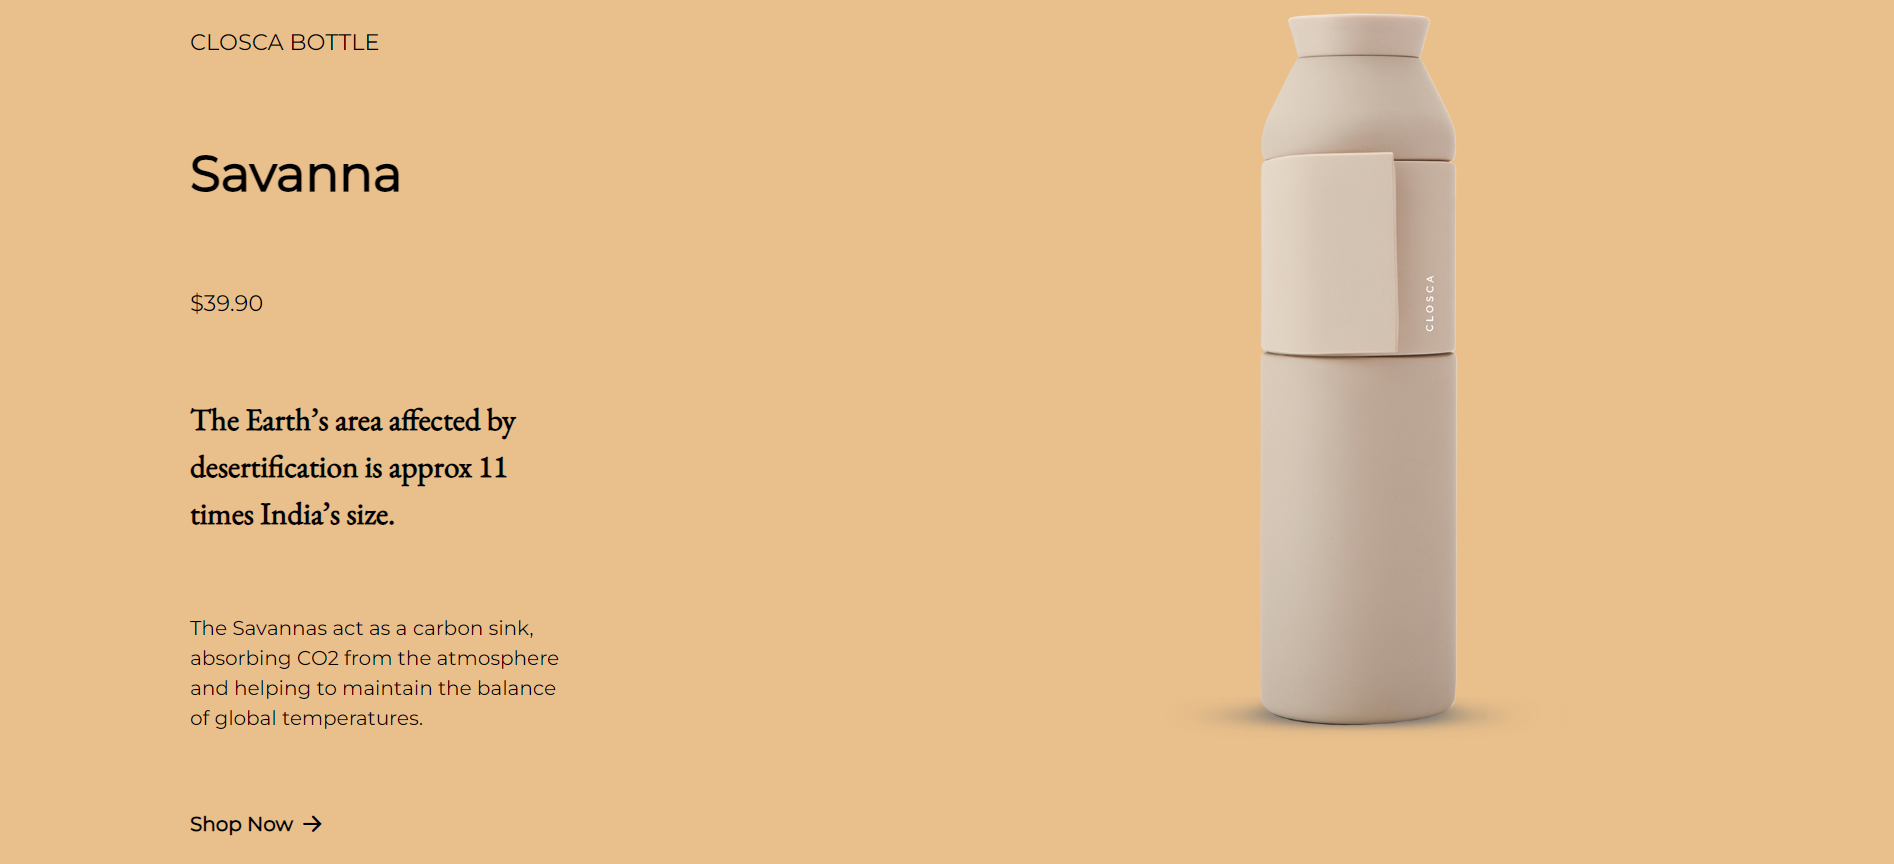 CLOSCA BOTTLE
Savanna
$39.90
The Earth’s area affected by
desertification is approx 11
times India’s size.
The Savannas act as a carbon sink,
absorbing CO2 from the atmosphere
and helping to maintain the balance
of global temperatures.
Shop Now →
CLOSCA